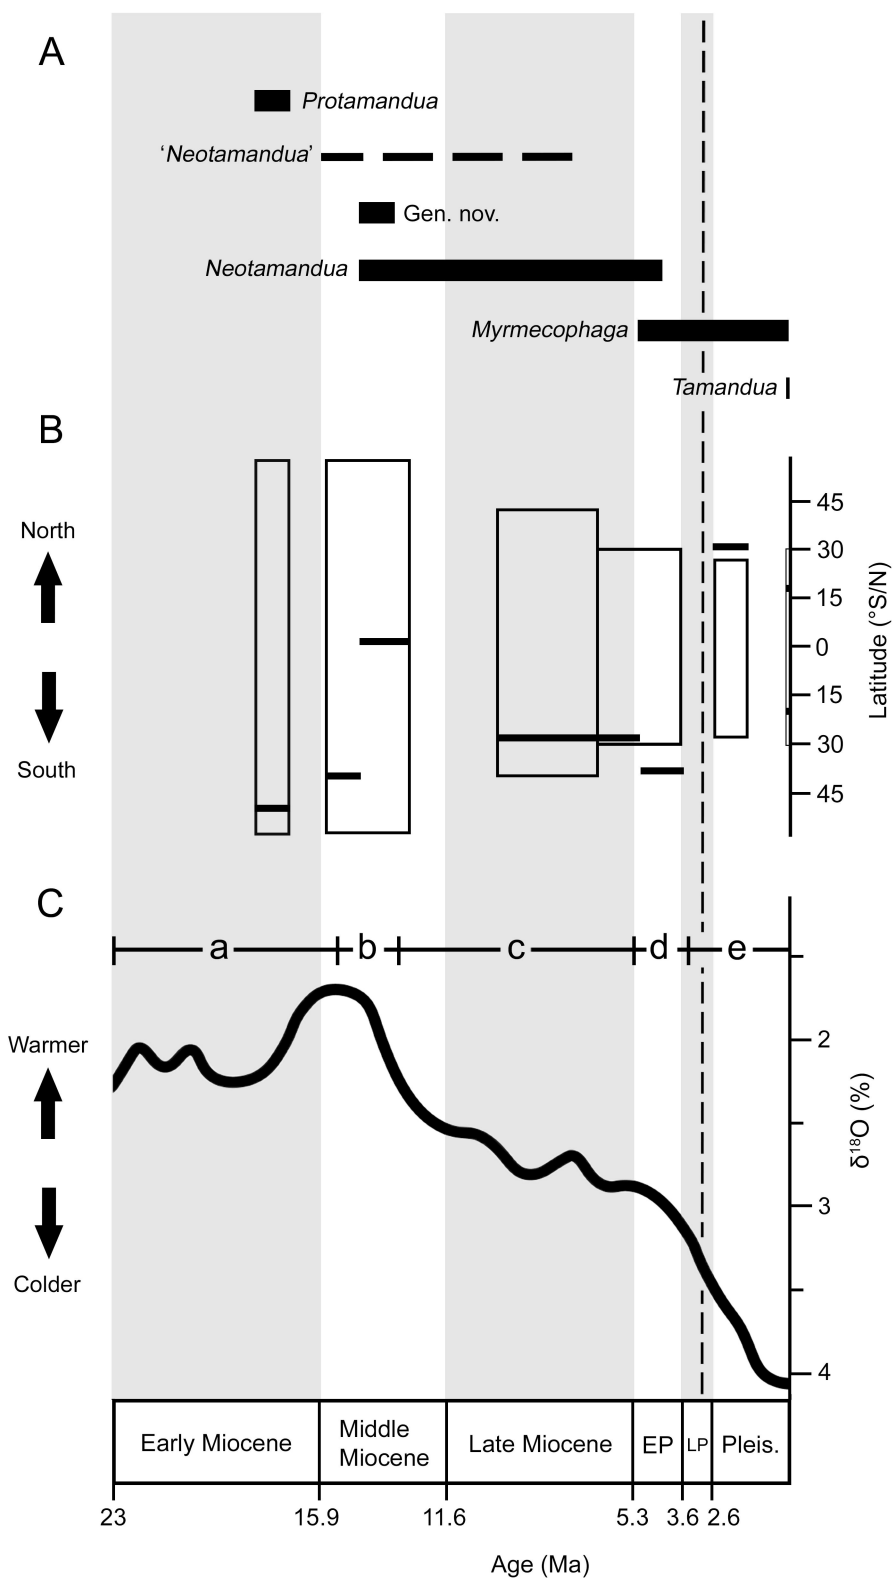 A
Protamandua
‘Neotamandua’
Gen. nov.
Neotamandua
Myrmecophaga
Tamandua
B
North
South
45
30
15
0
15
30
45
Latitude (°S/N)
C
a b c d e
Warmer
Colder
2
3
4
δ18O (%)
Early Miocene
Middle
Miocene
Late Miocene
EP
LP
Pleis.
23 15.9 11.6 5.3 3.6 2.6
Age (Ma)